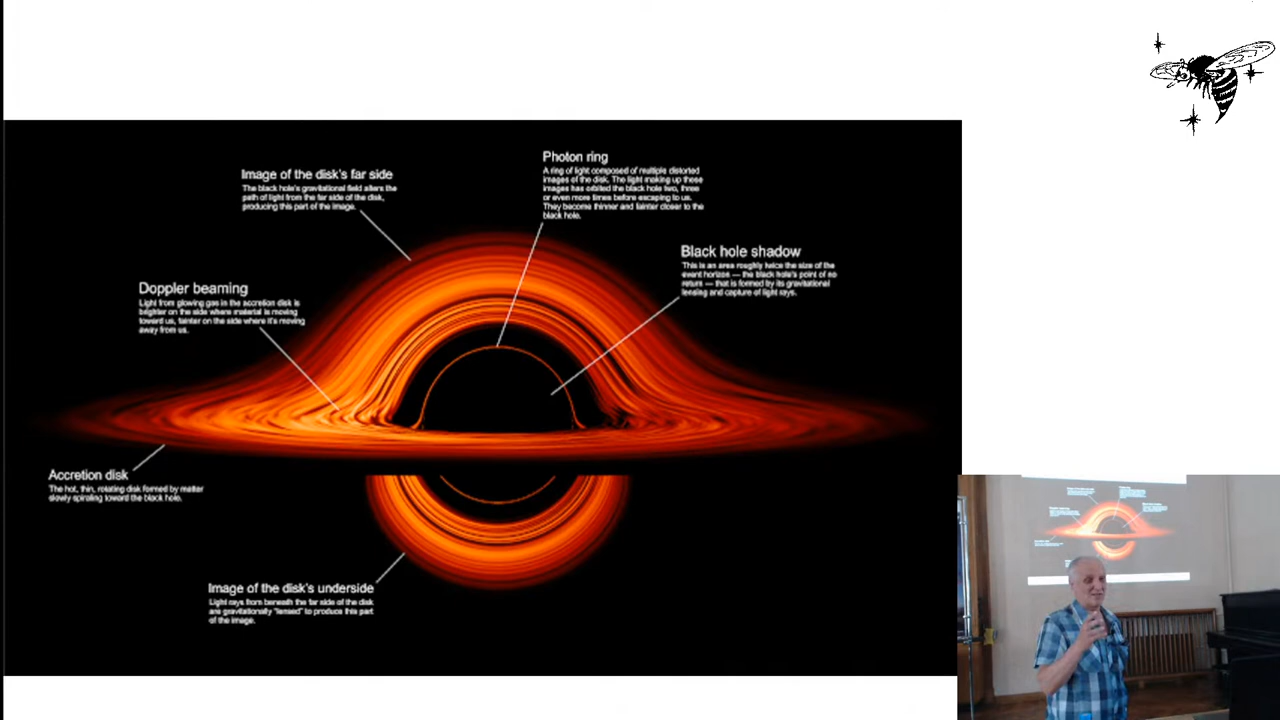 Photon ring
A ring of light composed of multiple distorted
images of the disk. The light making up these
images has orbited the black hole two, three
or even more times before escaping to us.
They become thinner and fainter closer to the
black hole.
Image of the disk's far side
The black hole's gravitational field alters the
path of light from the far side of the disk,
producing this part of the image.
Black hole shadow
This is an area roughly twice the size of the
event horizon — the black hole's point of no
return — that is formed by its gravitational
lensing and capture of light rays.
Doppler beaming
Light from glowing gas in the accretion disk is
brighter on the side where material is moving
toward us, fainter on the side where it's moving
away from us.
Accretion disk
The hot, thin, rotating disk formed by matter
slowly spiraling toward the black hole.
Image of the disk's underside
Light rays from beneath the far side of the disk
are gravitationally "lensed" to produce this part
of the image.